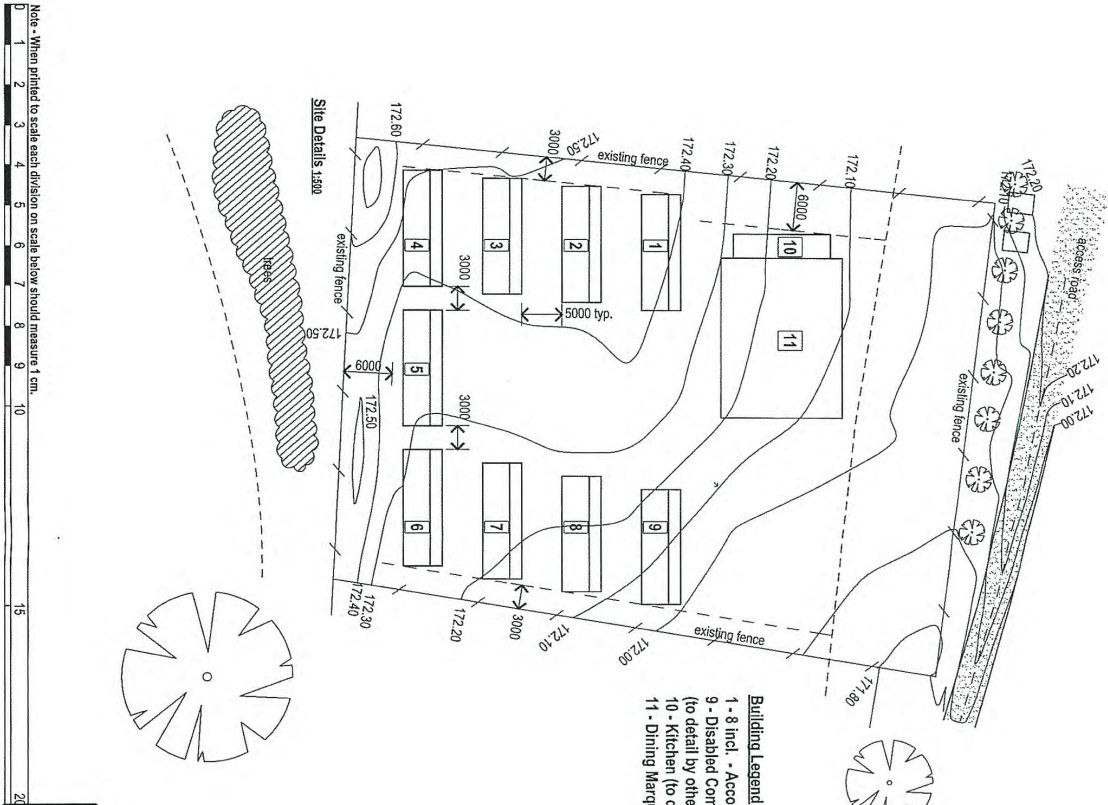 Note - When printed to scale each division on scale below should measure 1 cm.
0 1 2 3 4 5 6 7 8 9 10 15 20
Site Details 1:500
172.60
172.50
172.40
172.30
172.20
172.10
existing fence
3000
6000
172.20
access road
172.20
172.10
172.00
trees
existing fence
172.50
6000
172.50
3000
3000
5000 typ.
1
2
3
4
5
6
7
8
9
10
11
existing fence
172.40
172.30
172.20
3000
172.10
172.00
existing fence
171.80
Building Legend
1 - 8 incl. - Acco
9 - Disabled Com
(to detail by othe
10 - Kitchen (to
11 - Dining Marq